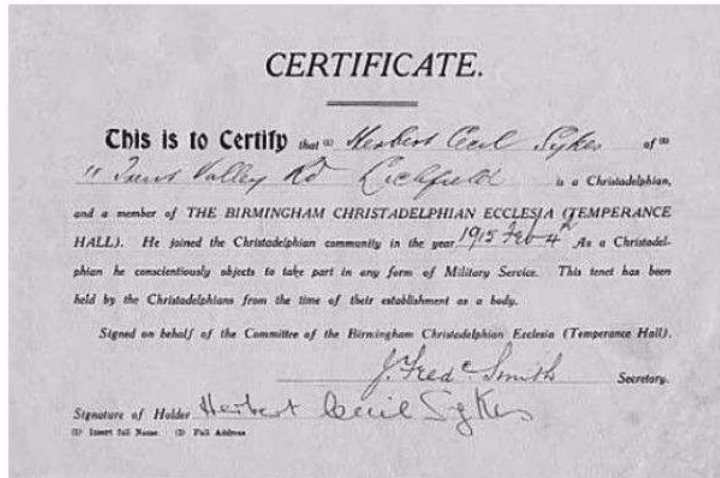 CERTIFICATE.
This is to Certify that (1) Herbert Cecil Sykes of (2)
11 Trent Valley Rd Lichfield is a Christadelphian,
and a member of THE BIRMINGHAM CHRISTADELPHIAN ECCLESIA (TEMPERANCE
HALL). He joined the Christadelphian community in the year 1915 Feb 4th As a Christadel-
phian he conscientiously objects to take part in any form of Military Service. This tenet has been
held by the Christadelphians from the time of their establishment as a body.
Signed on behalf of the Committee of the Birmingham Christadelphian Ecclesia (Temperance Hall).
J. Fredc. Smith Secretary.
Signature of Holder Herbert Cecil Sykes
(1) Insert full Name (2) Full Address